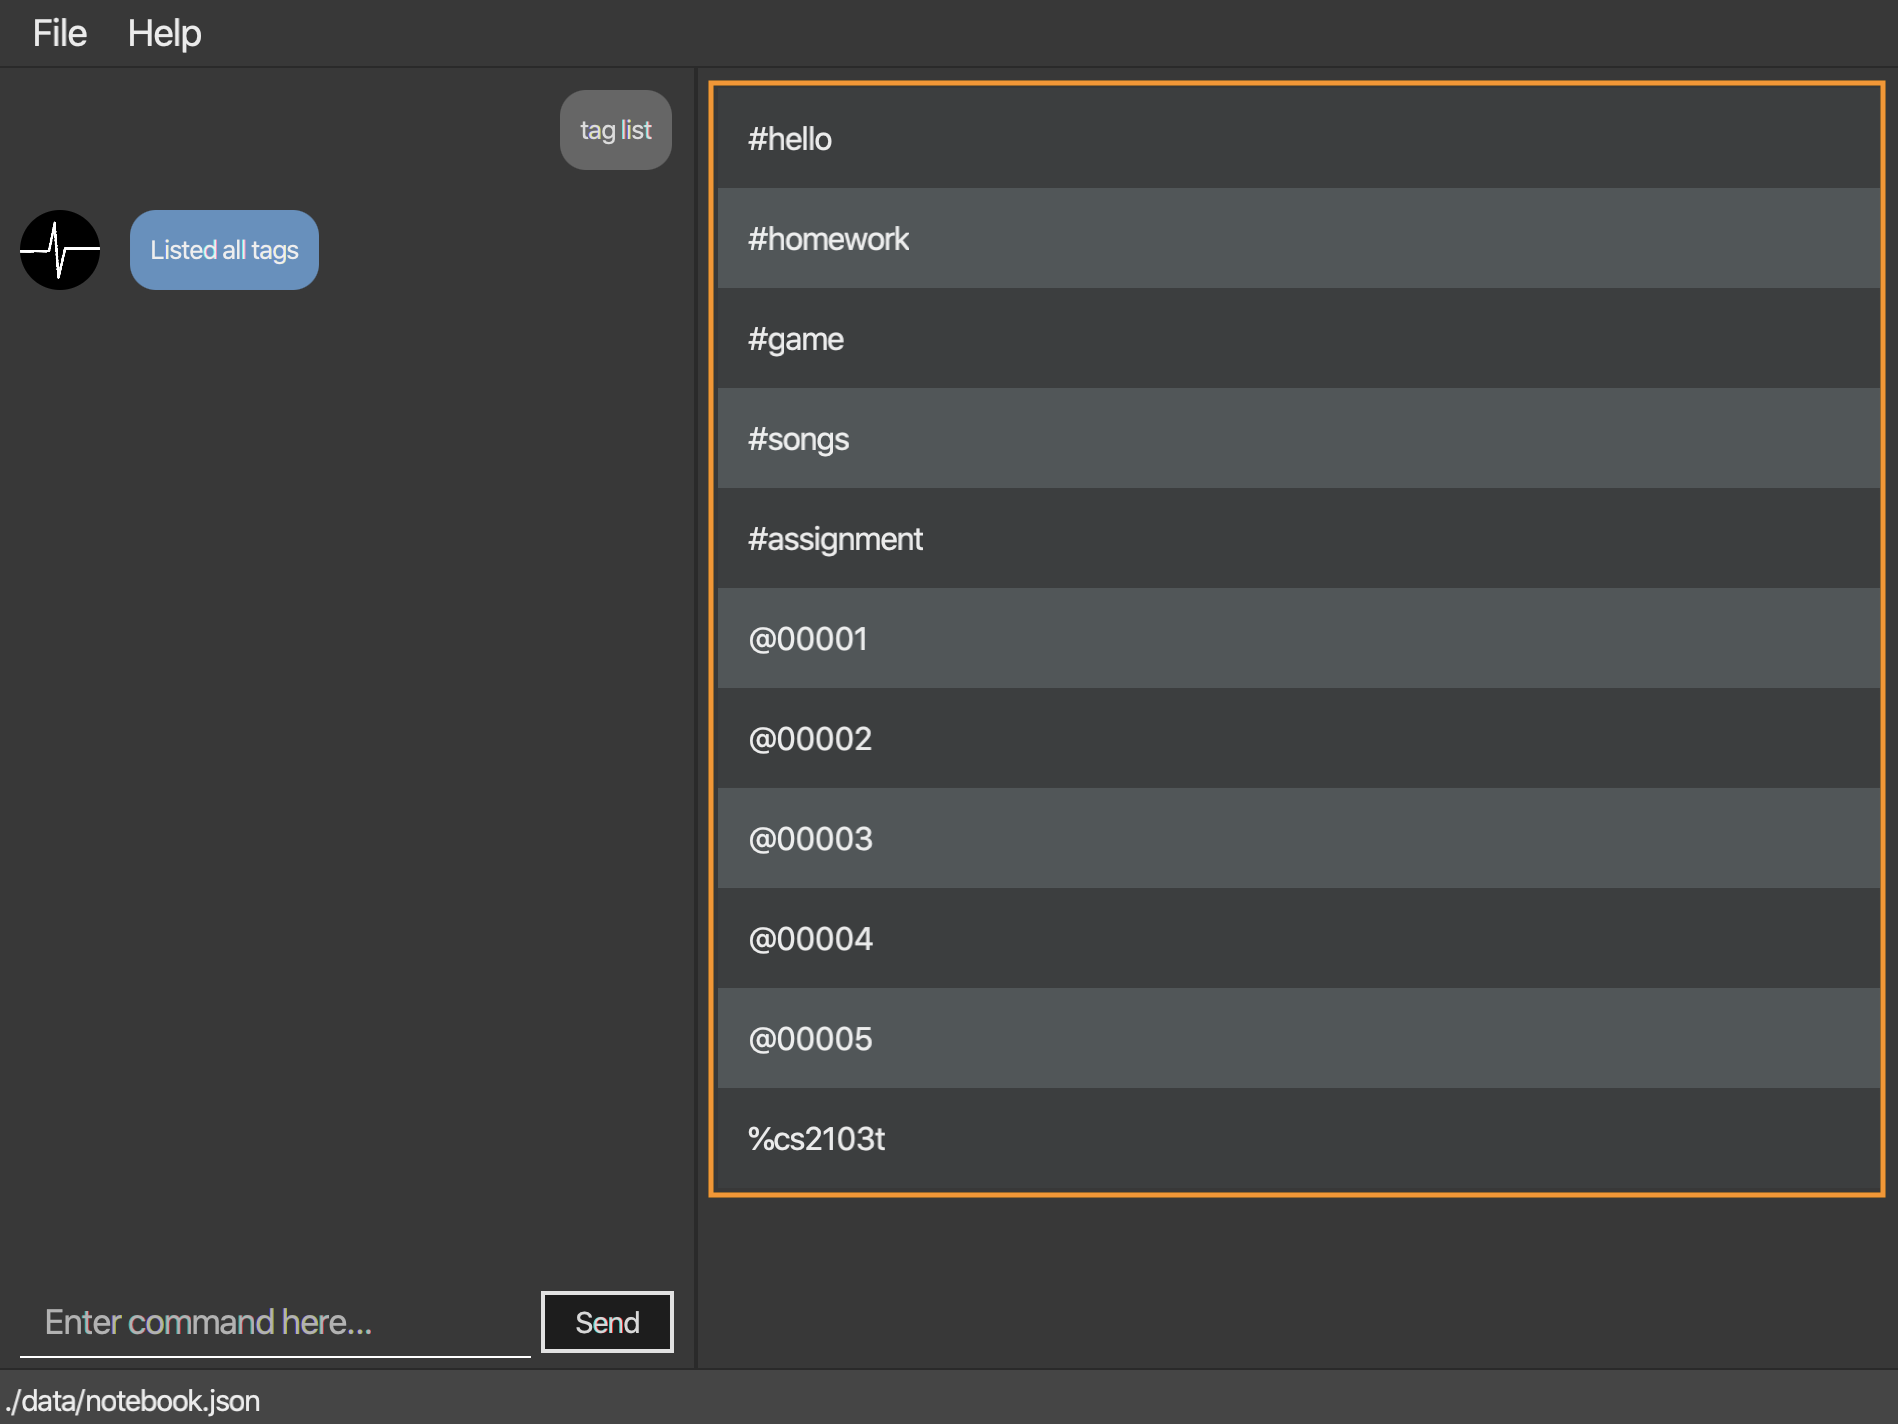 File Help
tag list
Listed all tags
Enter command here...
Send
#hello
#homework
#game
#songs
#assignment
@00001
@00002
@00003
@00004
@00005
%cs2103t
./data/notebook.json